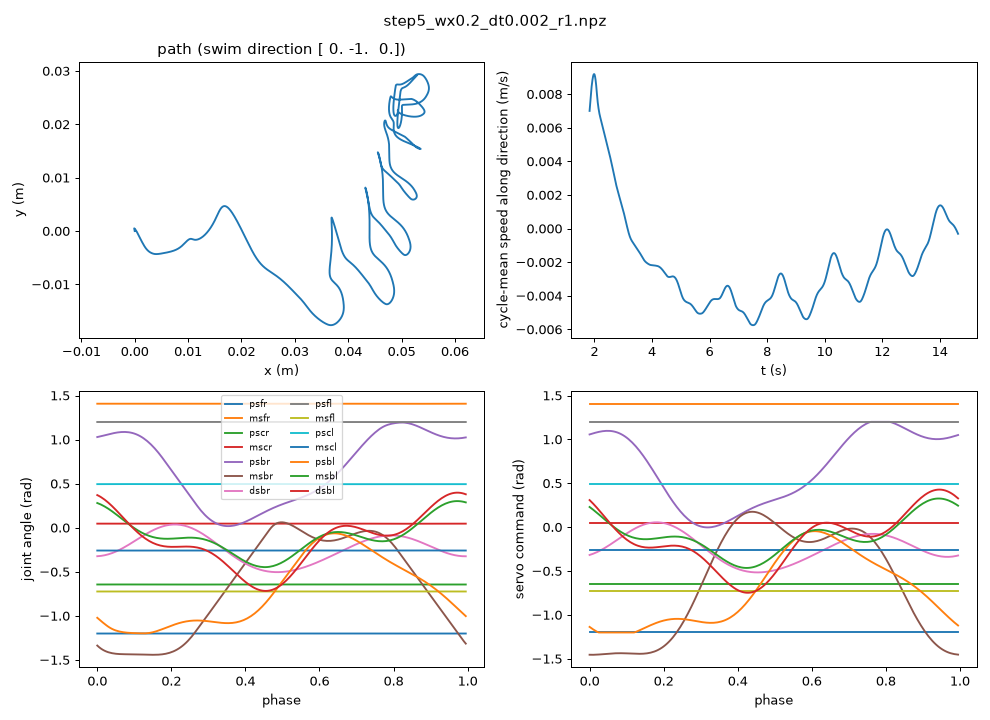 step5_wx0.2_dt0.002_r1.npz
path (swim direction [ 0. -1.  0.])
y (m)
0.03
0.02
0.01
0.00
−0.01
−0.01
0.00
0.01
0.02
0.03
0.04
0.05
0.06
x (m)
cycle-mean speed along direction (m/s)
0.008
0.006
0.004
0.002
0.000
−0.002
−0.004
−0.006
2
4
6
8
10
12
14
t (s)
joint angle (rad)
1.5
1.0
0.5
0.0
−0.5
−1.0
−1.5
psfr
msfr
pscr
mscr
psbr
msbr
dsbr
psfl
msfl
pscl
mscl
psbl
msbl
dsbl
0.0
0.2
0.4
0.6
0.8
1.0
phase
servo command (rad)
1.5
1.0
0.5
0.0
−0.5
−1.0
−1.5
0.0
0.2
0.4
0.6
0.8
1.0
phase